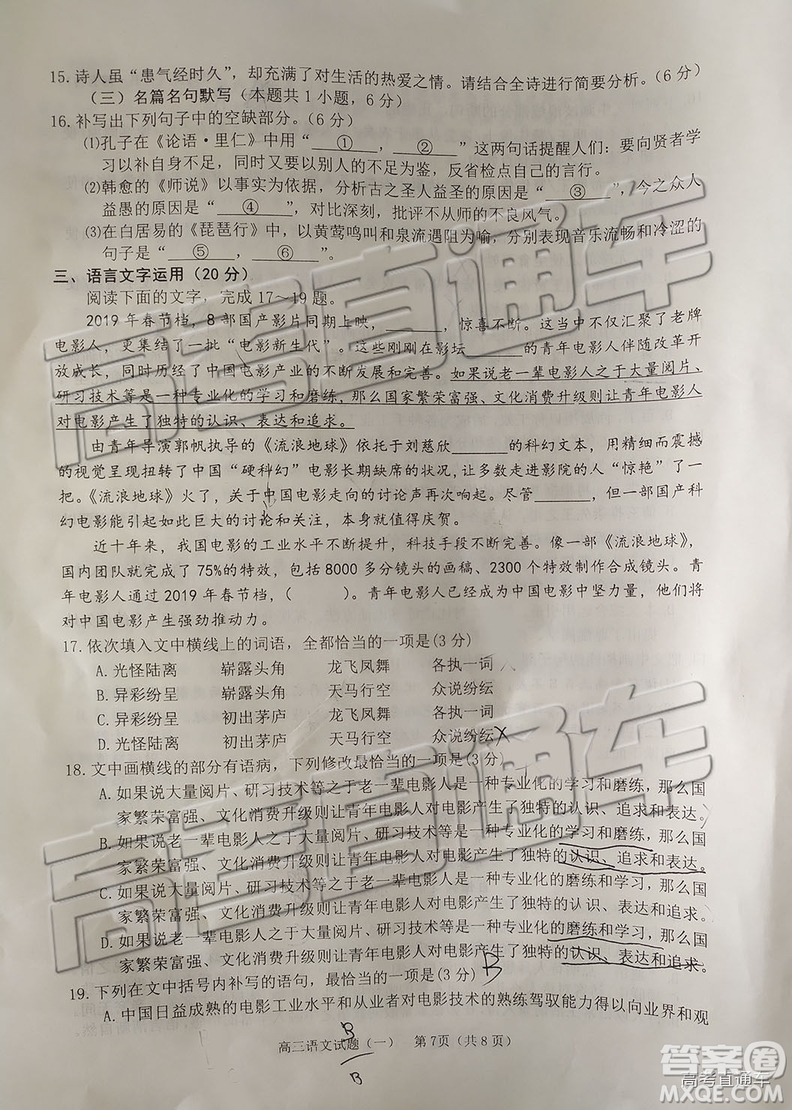 15.诗人虽“患气经时久”，却充满了对生活的热爱之情。请结合全诗进行简要分析。（6分）
（三）名篇名句默写（本题共1小题，6分）
16.补写出下列句子中的空缺部分。（6分）
⑴孔子在《论语·里仁》中用“ ① ， ② ”这两句话提醒人们：要向贤者学
习以补自身不足，同时又要以别人的不足为鉴，反省检点自己的言行。
⑵韩愈的《师说》以事实为依据，分析古之圣人益圣的原因是“ ③ ”，今之众人
益愚的原因是“ ④ ”，对比深刻，批评不从师的不良风气。
⑶在白居易的《琵琶行》中，以黄莺鸣叫和泉流遇阻为喻，分别表现音乐流畅和冷涩的
句子是“ ⑤ ， ⑥ ”。
三、语言文字运用（20分）
阅读下面的文字，完成17～19题。
2019年春节档，8部国产影片同期上映，______，惊喜不断。这当中不仅汇聚了老牌
电影人，更集结了一批“电影新生代”。这些刚刚在影坛______的青年电影人伴随改革开
放成长，同时历经了中国电影产业的不断发展和完善。如果说老一辈电影人之于大量阅片、
研习技术等是一种专业化的学习和磨练，那么国家繁荣富强、文化消费升级则让青年电影人
对电影产生了独特的认识、表达和追求。
由青年导演郭帆执导的《流浪地球》依托于刘慈欣______的科幻文本，用精细而震撼
的视觉呈现扭转了中国“硬科幻”电影长期缺席的状况，让多数走进影院的人“惊艳”了一
把。《流浪地球》火了，关于中国电影走向的讨论声再次响起。尽管______，但一部国产科
幻电影能引起如此巨大的讨论和关注，本身就值得庆贺。
近十年来，我国电影的工业水平不断提升，科技手段不断完善。像一部《流浪地球》，
国内团队就完成了75%的特效，包括8000多分镜头的画稿、2300个特效制作合成镜头。青
年电影人通过2019年春节档，（ ）。青年电影人已经成为中国电影中坚力量，他们将
对中国电影产生强劲推动力。
17.依次填入文中横线上的词语，全都恰当的一项是(3分)
A.光怪陆离 崭露头角 龙飞凤舞 各执一词
B.异彩纷呈 崭露头角 天马行空 众说纷纭
C.异彩纷呈 初出茅庐 龙飞凤舞 各执一词
D.光怪陆离 初出茅庐 天马行空 众说纷纭
18.文中画横线的部分有语病，下列修改最恰当的一项是(3分)
A.如果说大量阅片、研习技术等之于老一辈电影人是一种专业化的学习和磨练，那么国
家繁荣富强、文化消费升级则让青年电影人对电影产生了独特的认识、追求和表达。
B.如果说老一辈电影人之于大量阅片、研习技术等是一种专业化的学习和磨练，那么国
家繁荣富强、文化消费升级则让青年电影人对电影产生了独特的认识、追求和表达。
C.如果说大量阅片、研习技术等之于老一辈电影人是一种专业化的磨练和学习，那么国
家繁荣富强、文化消费升级则让青年电影人对电影产生了独特的认识、追求和表达。
D.如果说老一辈电影人之于大量阅片、研习技术等是一种专业化的磨练和学习，那么国
家繁荣富强、文化消费升级则让青年电影人对电影产生了独特的认识、表达和追求。
B
19.下列在文中括号内补写的语句，最恰当的一项是(3分)
A.中国日益成熟的电影工业水平和从业者对电影技术的熟练驾驭能力得以向业界和观
B
高三语文试题（一） 第7页（共8页）
B
高考直通车
高考直通车
高考直通车
答案圈
高考直通车